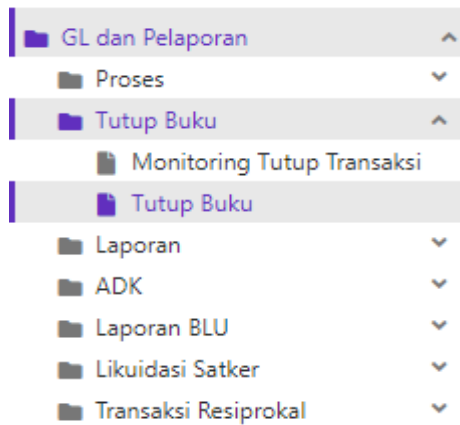 GL dan Pelaporan
Proses
Tutup Buku
Monitoring Tutup Transaksi
Tutup Buku
Laporan
ADK
Laporan BLU
Likuidasi Satker
Transaksi Resiprokal